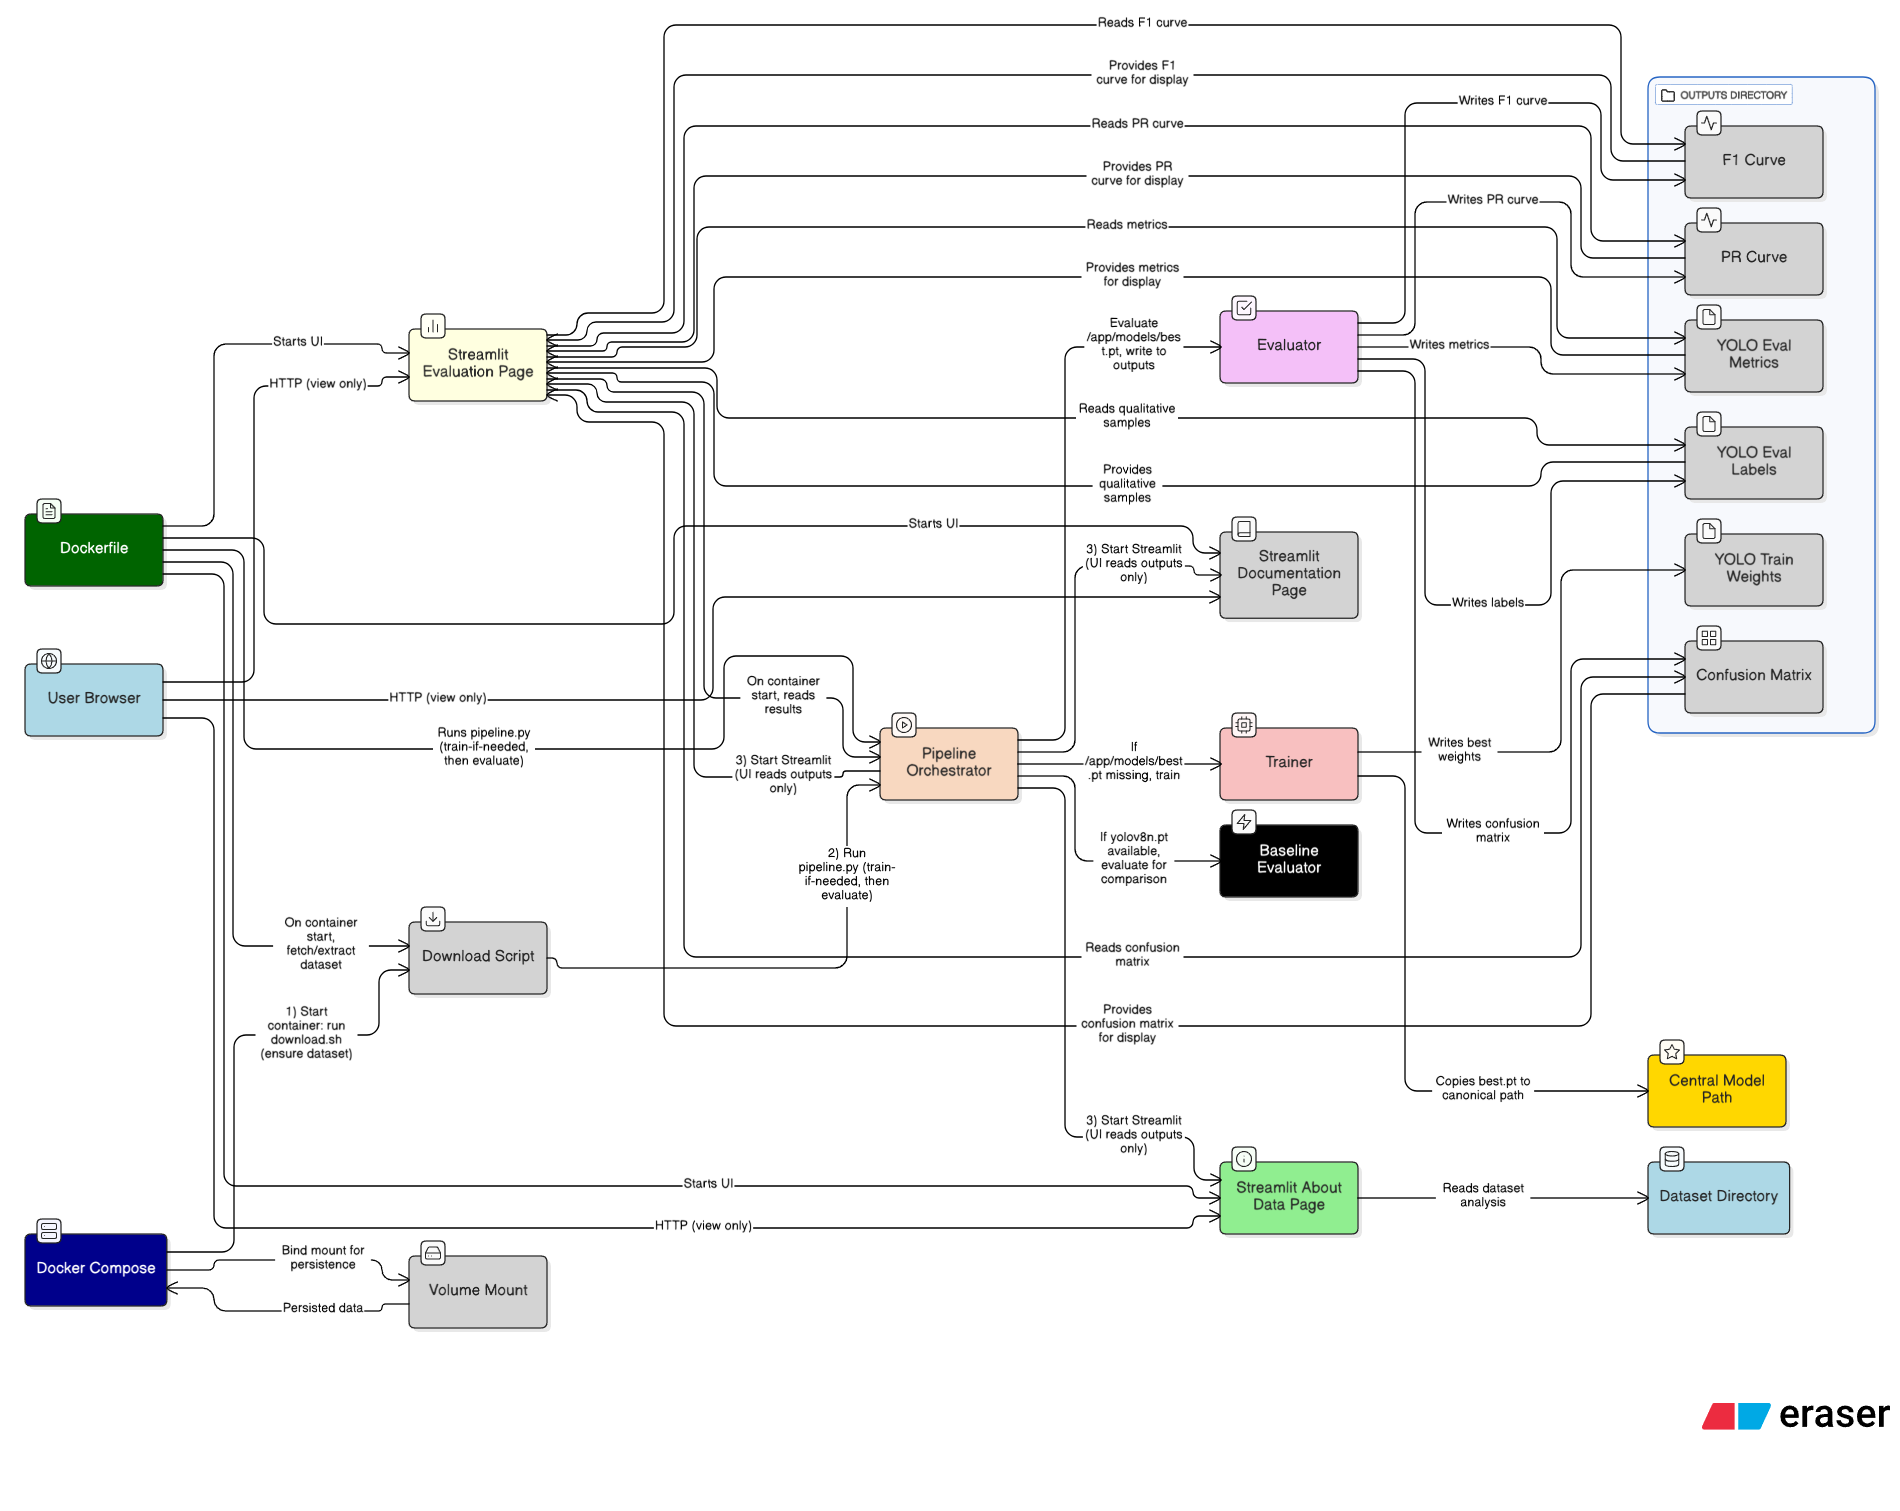 Reads F1 curve
Provides F1
curve for display
Writes F1 curve
OUTPUTS DIRECTORY
Reads PR curve
F1 Curve
Provides PR
curve for display
Writes PR curve
Reads metrics
PR Curve
Provides metrics
for display
Evaluate
/app/models/bes
t.pt, write to
outputs
Evaluator
Writes metrics
YOLO Eval
Metrics
Starts UI
HTTP (view only)
Streamlit
Evaluation Page
Reads qualitative
samples
YOLO Eval
Labels
Provides
qualitative
samples
Starts UI
Dockerfile
3) Start Streamlit
(UI reads outputs
only)
Streamlit
Documentation
Page
YOLO Train
Weights
Writes labels
User Browser
HTTP (view only)
On container
start, reads
results
Confusion Matrix
Runs pipeline.py
(train-if-needed,
then evaluate)
3) Start Streamlit
(UI reads outputs
only)
Pipeline
Orchestrator
If
/app/models/best
.pt missing, train
Trainer
Writes best
weights
2) Run
pipeline.py (train-
if-needed, then
evaluate)
If yolov8n.pt
available,
evaluate for
comparison
Baseline
Evaluator
Writes confusion
matrix
On container
start,
fetch/extract
dataset
Download Script
Reads confusion
matrix
1) Start
container: run
download.sh
(ensure dataset)
Provides
confusion matrix
for display
Copies best.pt to
canonical path
Central Model
Path
3) Start Streamlit
(UI reads outputs
only)
Starts UI
HTTP (view only)
Streamlit About
Data Page
Reads dataset
analysis
Dataset Directory
Docker Compose
Bind mount for
persistence
Persisted data
Volume Mount
eraser